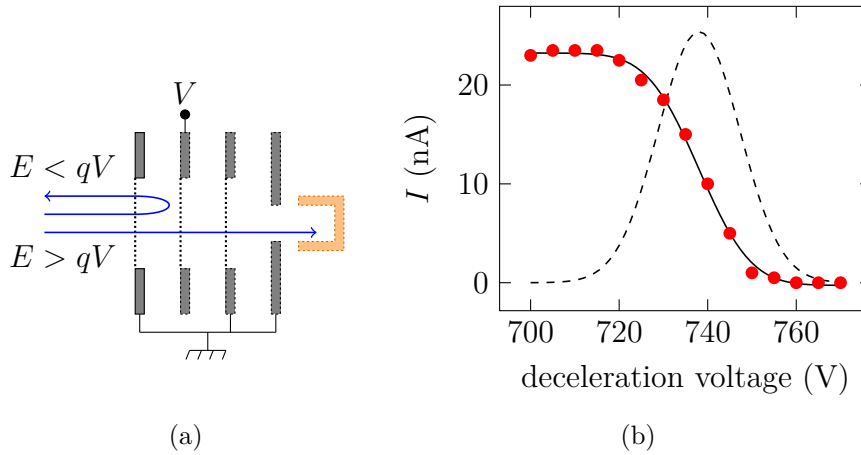 V
E < qV
E > qV
(a)
I (nA)
20
10
0
700
720
740
760
deceleration voltage (V)
(b)